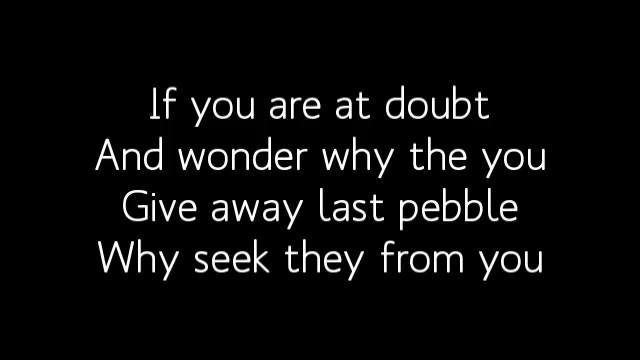 If you are at doubt
And wonder why the you
Give away last pebble
Why seek they from you